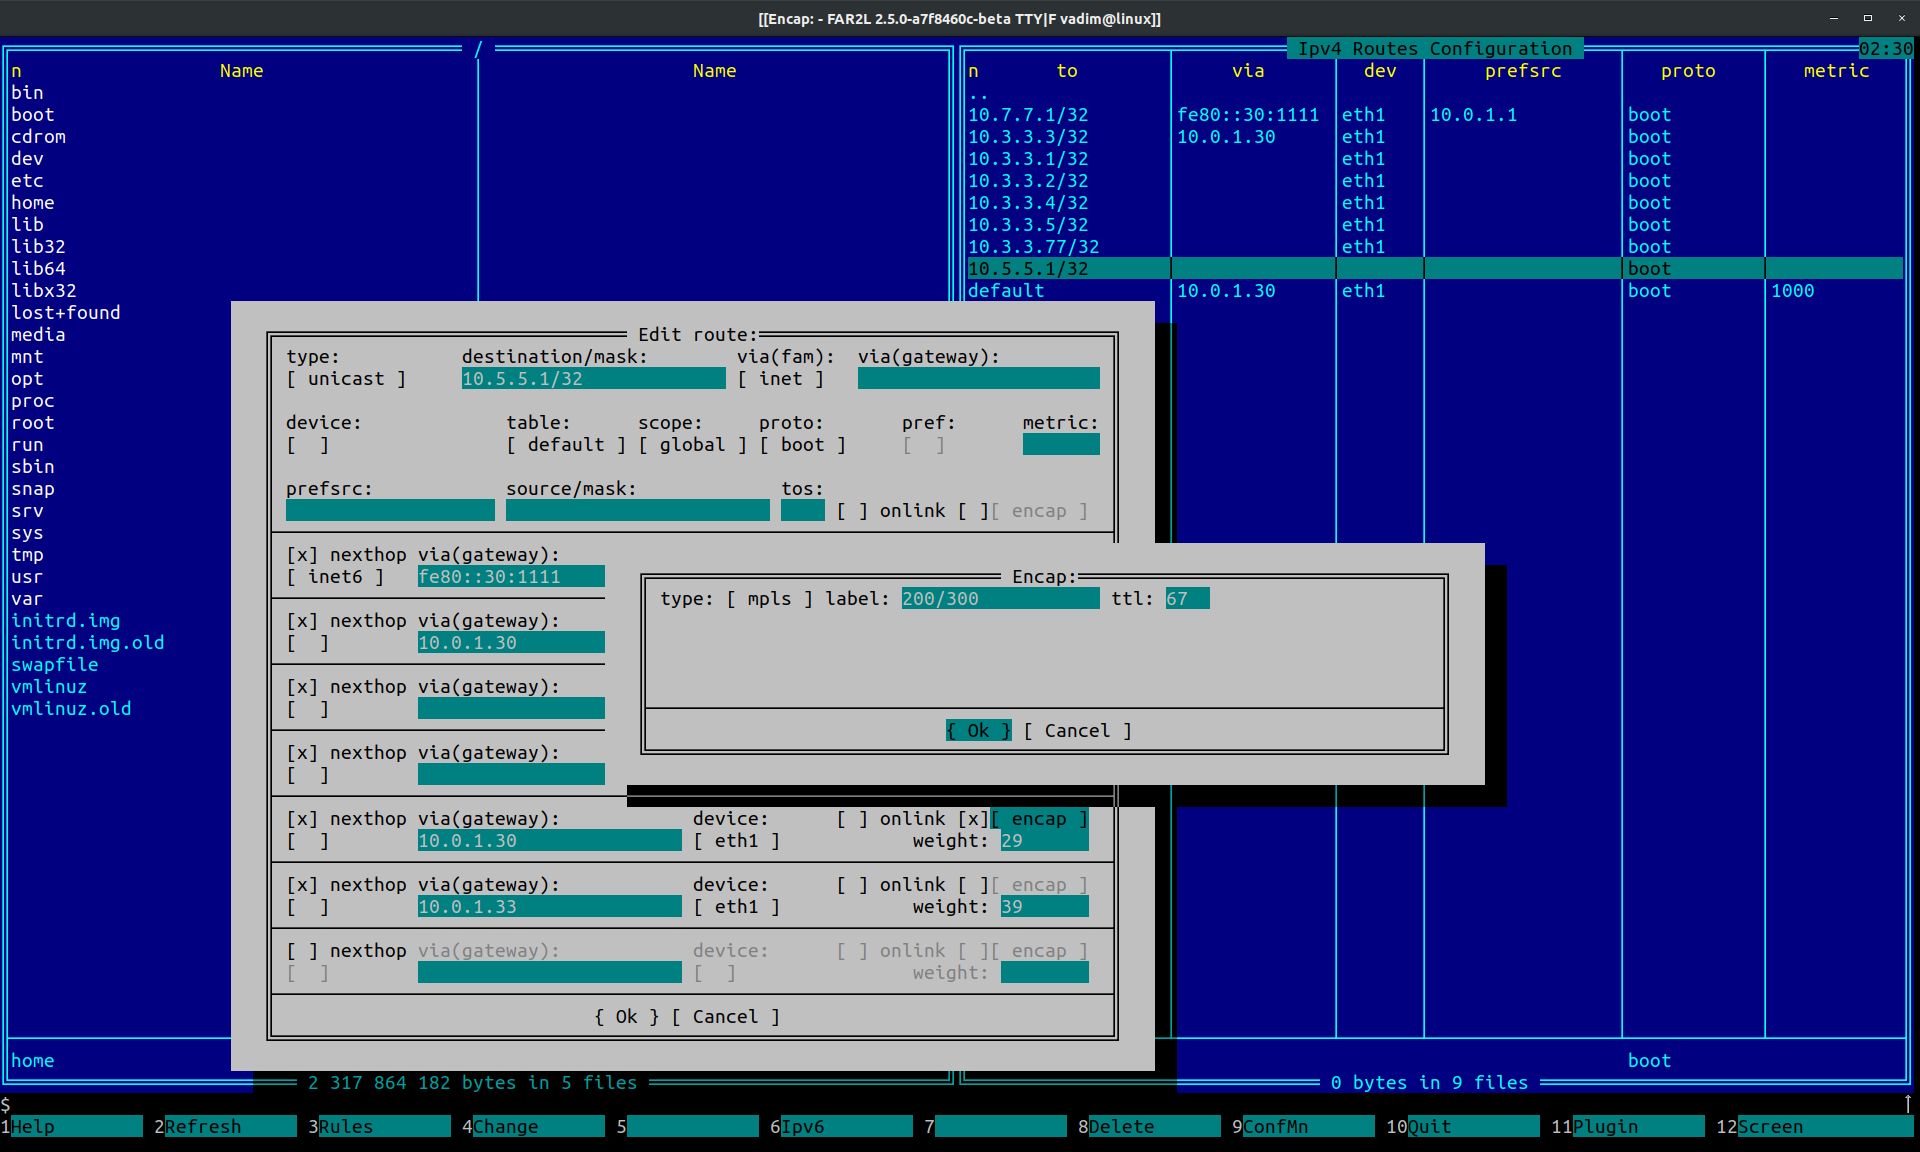 [[Encap: - FAR2L 2.5.0-a7f8460c-beta TTY|F vadim@linux]]
/
n Name Name
bin
boot
cdrom
dev
etc
home
lib
lib32
lib64
libx32
lost+found
media
mnt
opt
proc
root
run
sbin
snap
srv
sys
tmp
usr
var
initrd.img
initrd.img.old
swapfile
vmlinuz
vmlinuz.old
home
2 317 864 182 bytes in 5 files
Ipv4 Routes Configuration 02:30
n to via dev prefsrc proto metric
..
10.7.7.1/32 fe80::30:1111 eth1 10.0.1.1 boot
10.3.3.3/32 10.0.1.30 eth1 boot
10.3.3.1/32 eth1 boot
10.3.3.2/32 eth1 boot
10.3.3.4/32 eth1 boot
10.3.3.5/32 eth1 boot
10.3.3.77/32 eth1 boot
10.5.5.1/32 boot
default 10.0.1.30 eth1 boot 1000
boot
0 bytes in 9 files
Edit route:
type: destination/mask: via(fam): via(gateway):
[ unicast ] 10.5.5.1/32 [ inet ]
device: table: scope: proto: pref: metric:
[  ] [ default ] [ global ] [ boot ] [  ]
prefsrc: source/mask: tos:
[ ] onlink [ ][ encap ]
[x] nexthop via(gateway):
[ inet6 ] fe80::30:1111
[x] nexthop via(gateway):
[  ] 10.0.1.30
[x] nexthop via(gateway):
[  ]
[x] nexthop via(gateway):
[  ]
[x] nexthop via(gateway): device: [ ] onlink [x][ encap ]
[  ] 10.0.1.30 [ eth1 ] weight: 29
[x] nexthop via(gateway): device: [ ] onlink [ ][ encap ]
[  ] 10.0.1.33 [ eth1 ] weight: 39
[ ] nexthop via(gateway): device: [ ] onlink [ ][ encap ]
[  ] [  ] weight:
{ Ok } [ Cancel ]
Encap:
type: [ mpls ] label: 200/300 ttl: 67
{ Ok } [ Cancel ]
$
1Help 2Refresh 3Rules 4Change 5 6Ipv6 7 8Delete 9ConfMn 10Quit 11Plugin 12Screen